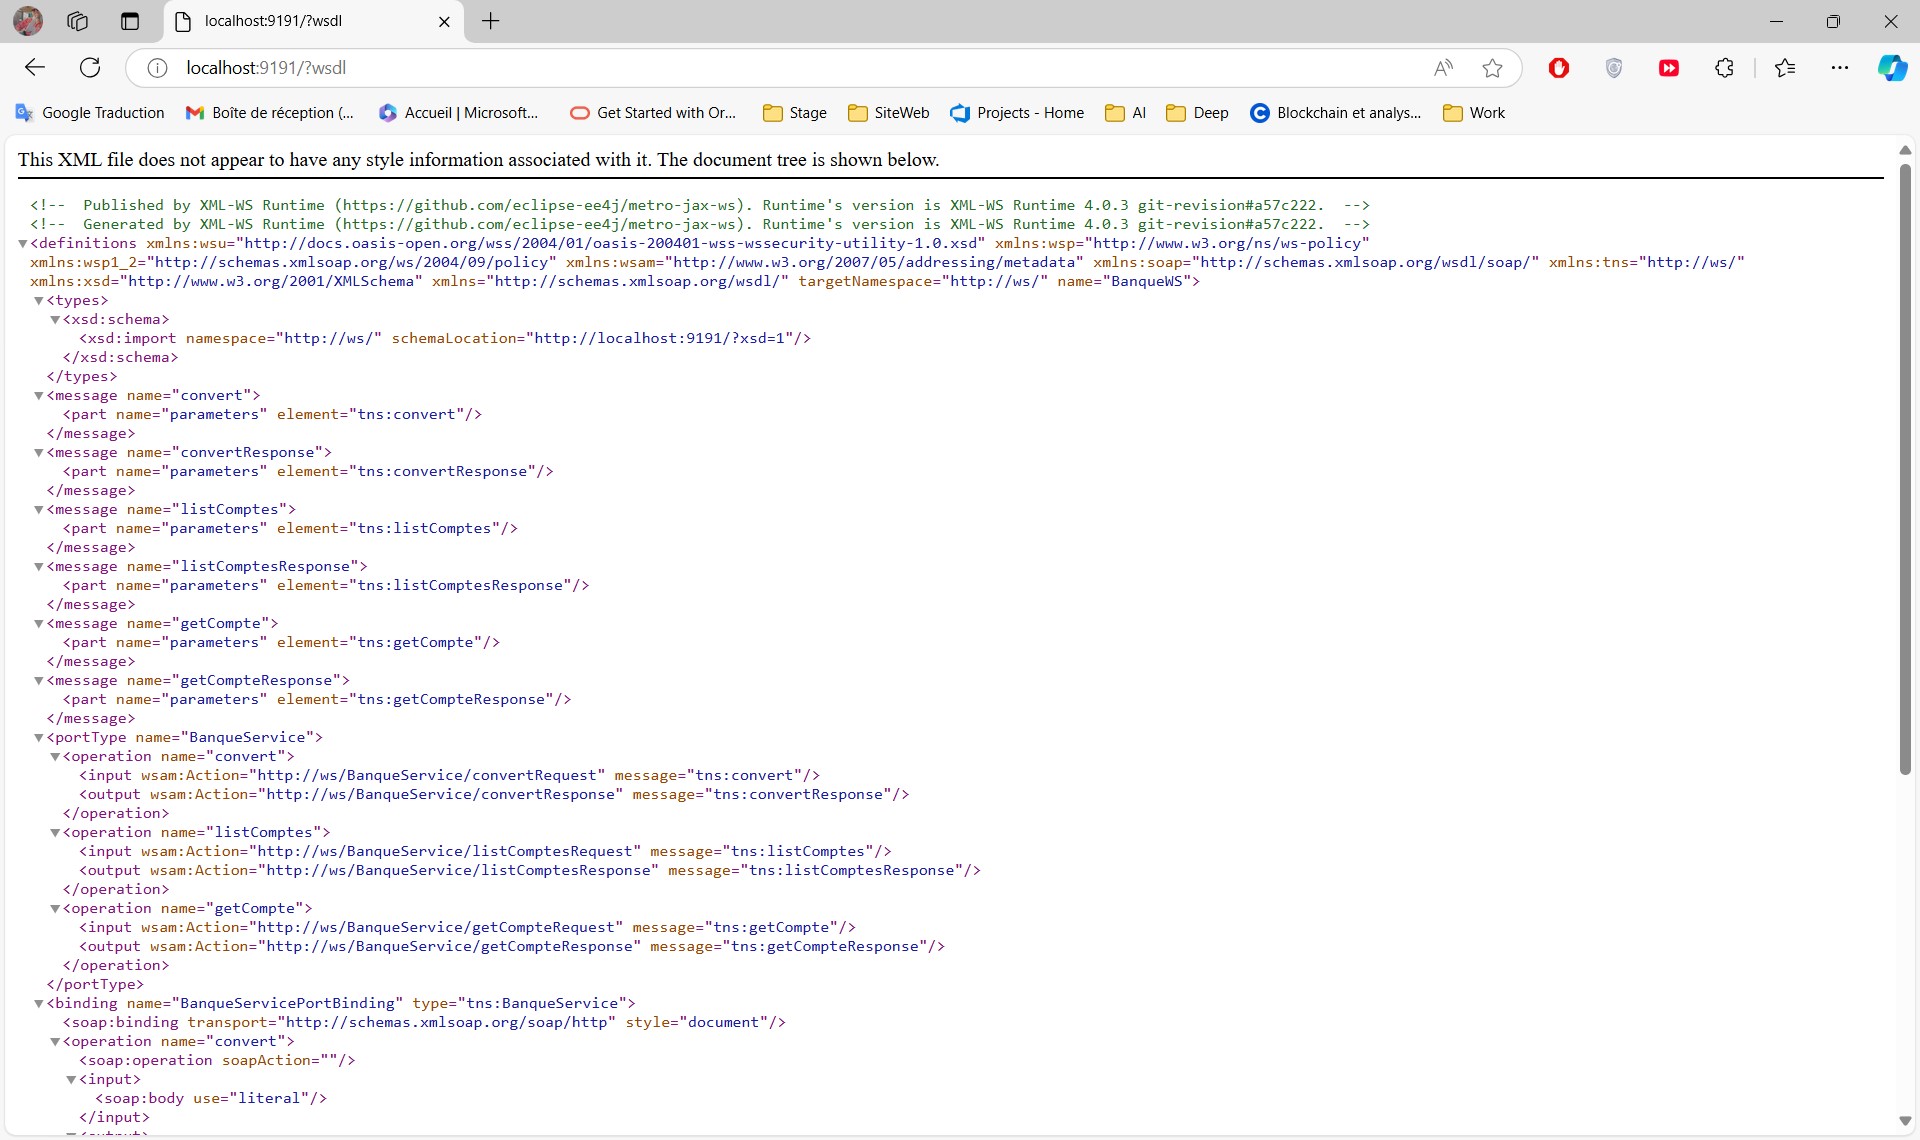 localhost:9191/?wsdl
localhost:9191/?wsdl
Google Traduction Boîte de réception (... Accueil | Microsoft... Get Started with Or... Stage SiteWeb Projects - Home AI Deep Blockchain et analys... Work
This XML file does not appear to have any style information associated with it. The document tree is shown below.
<!-- Published by XML-WS Runtime (https://github.com/eclipse-ee4j/metro-jax-ws). Runtime's version is XML-WS Runtime 4.0.3 git-revision#a57c222. -->
<!-- Generated by XML-WS Runtime (https://github.com/eclipse-ee4j/metro-jax-ws). Runtime's version is XML-WS Runtime 4.0.3 git-revision#a57c222. -->
<definitions xmlns:wsu="http://docs.oasis-open.org/wss/2004/01/oasis-200401-wss-wssecurity-utility-1.0.xsd" xmlns:wsp="http://www.w3.org/ns/ws-policy"
xmlns:wsp1_2="http://schemas.xmlsoap.org/ws/2004/09/policy" xmlns:wsam="http://www.w3.org/2007/05/addressing/metadata" xmlns:soap="http://schemas.xmlsoap.org/wsdl/soap/" xmlns:tns="http://ws/"
xmlns:xsd="http://www.w3.org/2001/XMLSchema" xmlns="http://schemas.xmlsoap.org/wsdl/" targetNamespace="http://ws/" name="BanqueWS">
<types>
<xsd:schema>
<xsd:import namespace="http://ws/" schemaLocation="http://localhost:9191/?xsd=1"/>
</xsd:schema>
</types>
<message name="convert">
<part name="parameters" element="tns:convert"/>
</message>
<message name="convertResponse">
<part name="parameters" element="tns:convertResponse"/>
</message>
<message name="listComptes">
<part name="parameters" element="tns:listComptes"/>
</message>
<message name="listComptesResponse">
<part name="parameters" element="tns:listComptesResponse"/>
</message>
<message name="getCompte">
<part name="parameters" element="tns:getCompte"/>
</message>
<message name="getCompteResponse">
<part name="parameters" element="tns:getCompteResponse"/>
</message>
<portType name="BanqueService">
<operation name="convert">
<input wsam:Action="http://ws/BanqueService/convertRequest" message="tns:convert"/>
<output wsam:Action="http://ws/BanqueService/convertResponse" message="tns:convertResponse"/>
</operation>
<operation name="listComptes">
<input wsam:Action="http://ws/BanqueService/listComptesRequest" message="tns:listComptes"/>
<output wsam:Action="http://ws/BanqueService/listComptesResponse" message="tns:listComptesResponse"/>
</operation>
<operation name="getCompte">
<input wsam:Action="http://ws/BanqueService/getCompteRequest" message="tns:getCompte"/>
<output wsam:Action="http://ws/BanqueService/getCompteResponse" message="tns:getCompteResponse"/>
</operation>
</portType>
<binding name="BanqueServicePortBinding" type="tns:BanqueService">
<soap:binding transport="http://schemas.xmlsoap.org/soap/http" style="document"/>
<operation name="convert">
<soap:operation soapAction=""/>
<input>
<soap:body use="literal"/>
</input>